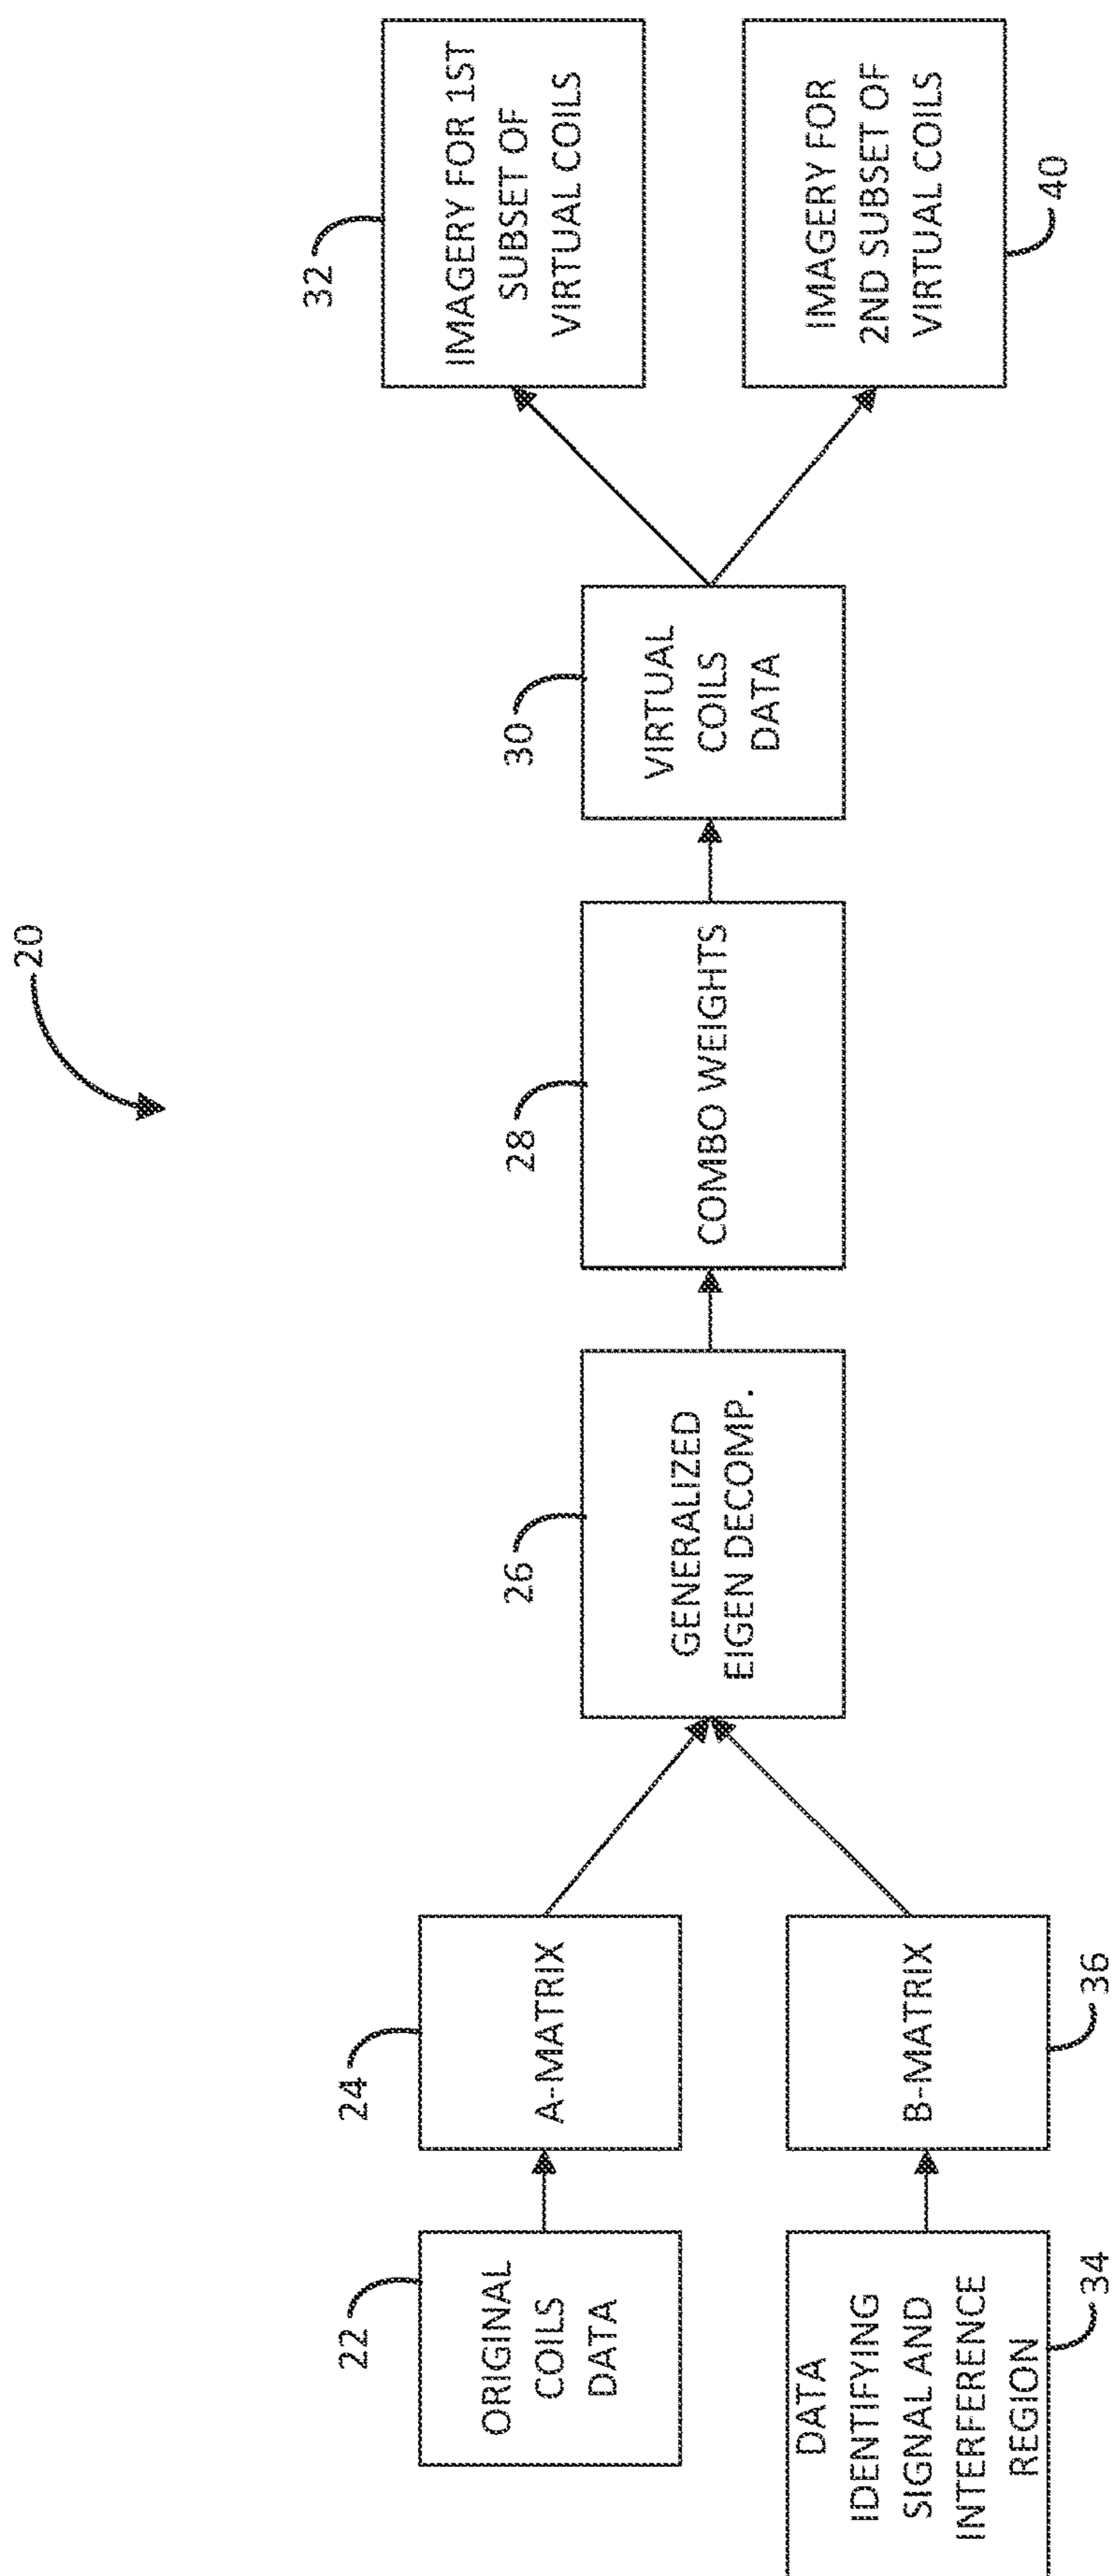 20
22
ORIGINAL
COILS
DATA
24
A-MATRIX
34
DATA
IDENTIFYING
SIGNAL AND
INTERFERENCE
REGION
36
B-MATRIX
26
GENERALIZED
EIGEN DECOMP.
28
COMBO WEIGHTS
30
VIRTUAL
COILS
DATA
32
IMAGERY FOR 1ST
SUBSET OF
VIRTUAL COILS
40
IMAGERY FOR
2ND SUBSET OF
VIRTUAL COILS